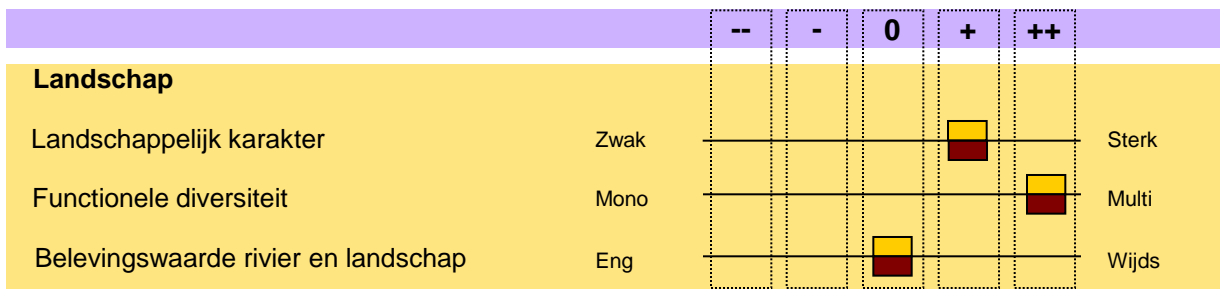 -- - 0 + ++
Landschap
Landschappelijk karakter Zwak Sterk
Functionele diversiteit Mono Multi
Belevingswaarde rivier en landschap Eng Wijds